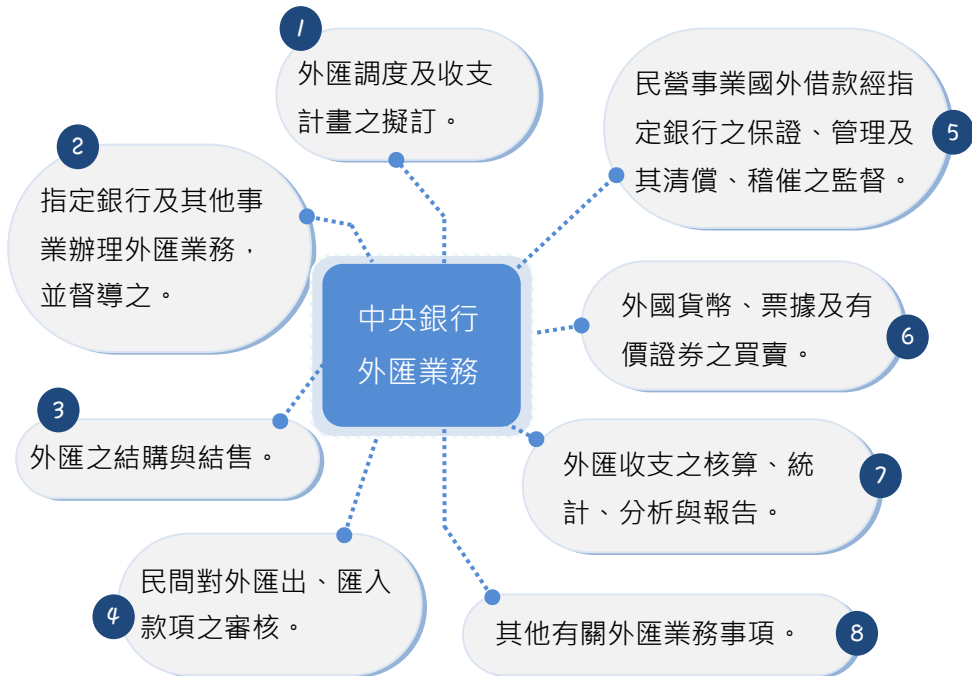 中央銀行
外匯業務
1
外匯調度及收支
計畫之擬訂。
2
指定銀行及其他事
業辦理外匯業務，
並督導之。
3
外匯之結購與結售。
4
民間對外匯出、匯入
款項之審核。
5
民營事業國外借款經指
定銀行之保證、管理及
其清償、稽催之監督。
6
外國貨幣、票據及有
價證券之買賣。
7
外匯收支之核算、統
計、分析與報告。
8
其他有關外匯業務事項。